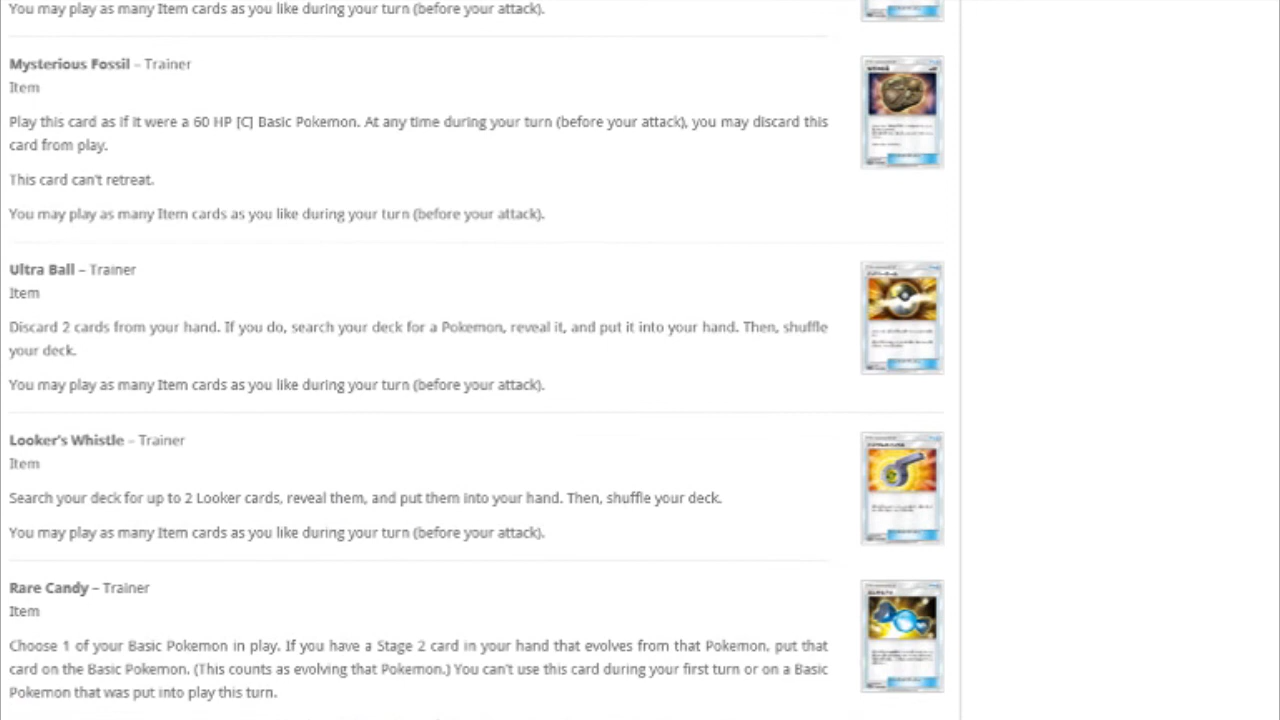 You may play as many Item cards as you like during your turn (before your attack).
Mysterious Fossil – Trainer
Item
Play this card as if it were a 60 HP [C] Basic Pokemon. At any time during your turn (before your attack), you may discard this
card from play.
This card can't retreat.
You may play as many Item cards as you like during your turn (before your attack).
Ultra Ball – Trainer
Item
Discard 2 cards from your hand. If you do, search your deck for a Pokemon, reveal it, and put it into your hand. Then, shuffle
your deck.
You may play as many Item cards as you like during your turn (before your attack).
Looker's Whistle – Trainer
Item
Search your deck for up to 2 Looker cards, reveal them, and put them into your hand. Then, shuffle your deck.
You may play as many Item cards as you like during your turn (before your attack).
Rare Candy – Trainer
Item
Choose 1 of your Basic Pokemon in play. If you have a Stage 2 card in your hand that evolves from that Pokemon, put that
card on the Basic Pokemon. (This counts as evolving that Pokemon.) You can't use this card during your first turn or on a Basic
Pokemon that was put into play this turn.